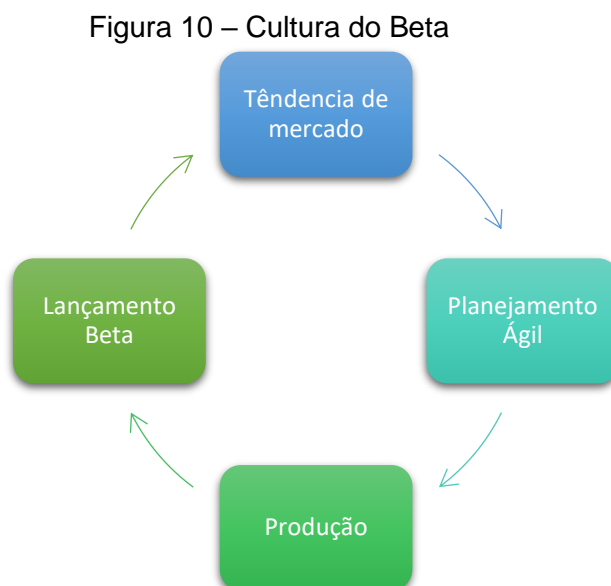 Figura 10 – Cultura do Beta
Têndencia de
mercado
Lançamento
Beta
Planejamento
Ágil
Produção